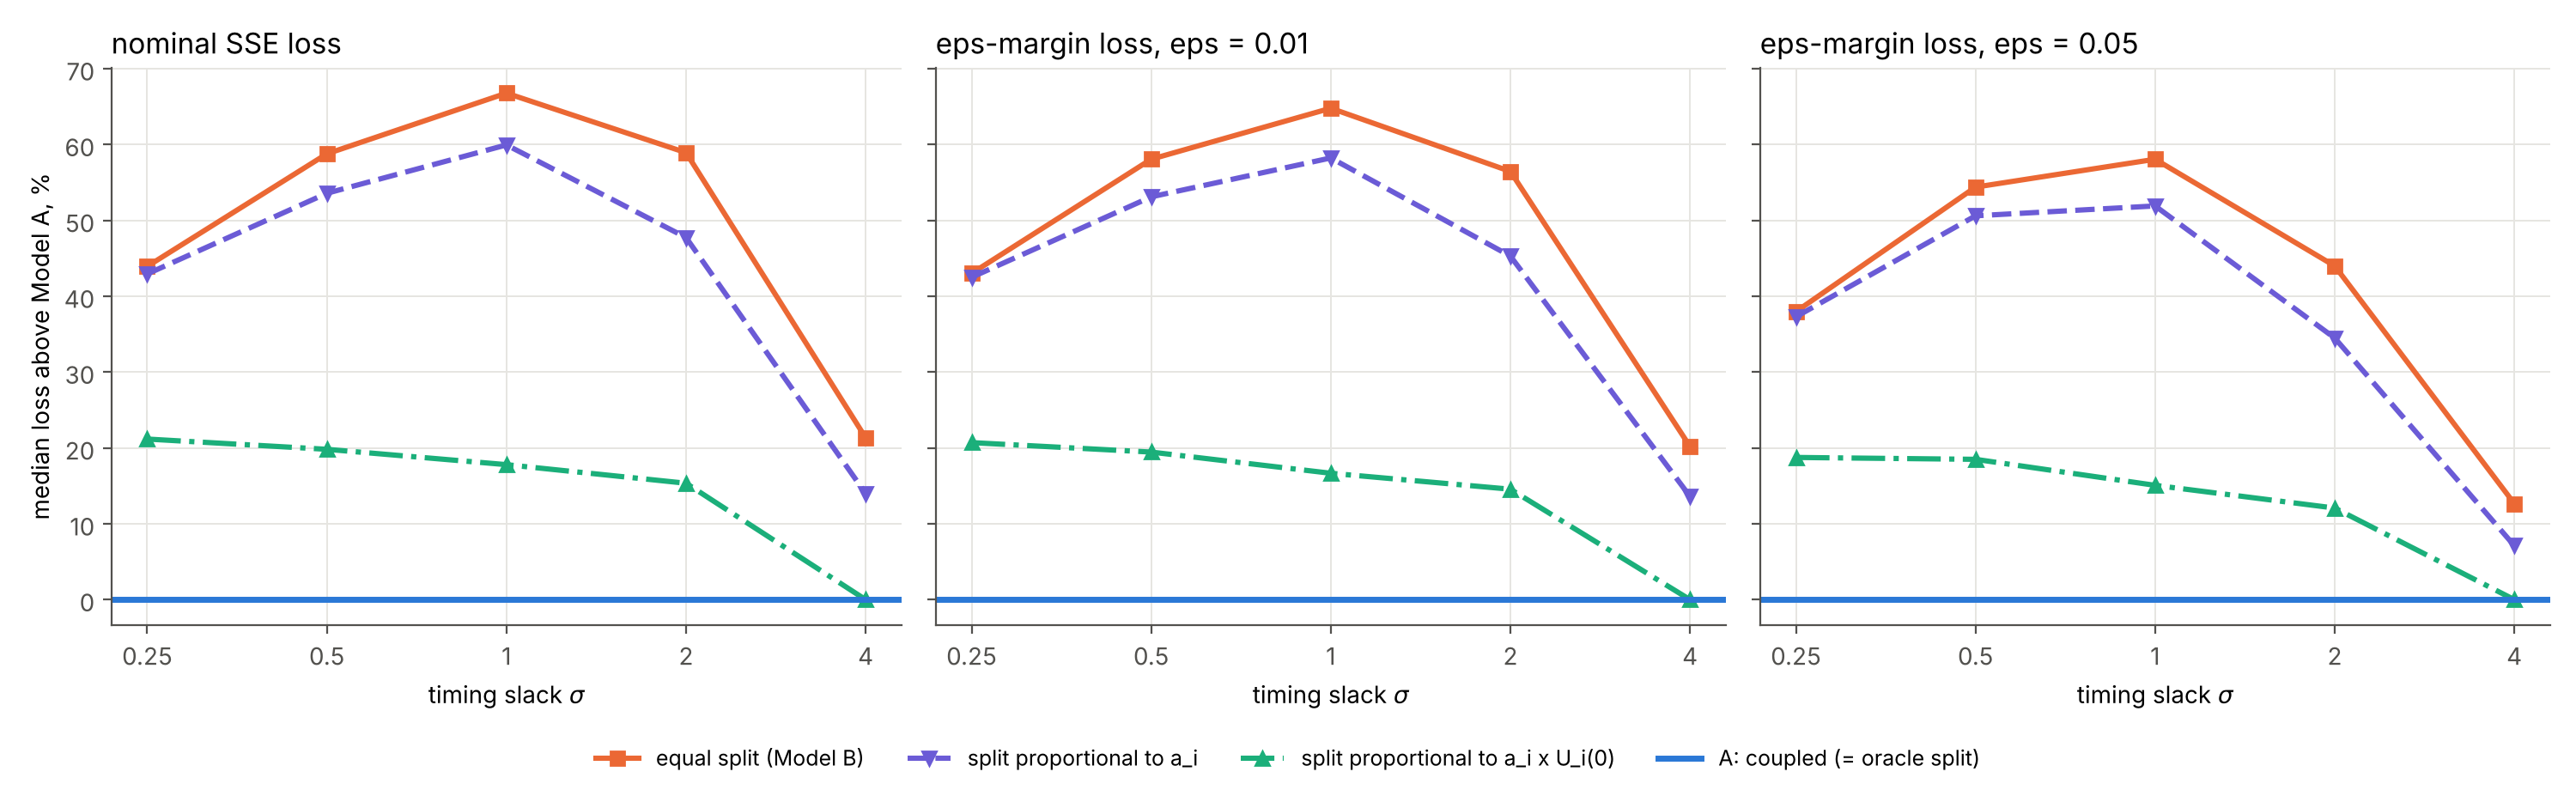 nominal SSE loss
eps-margin loss, eps = 0.01
eps-margin loss, eps = 0.05
median loss above Model A, %
70
60
50
40
30
20
10
0
0.25 0.5 1 2 4
0.25 0.5 1 2 4
0.25 0.5 1 2 4
timing slack σ
timing slack σ
timing slack σ
equal split (Model B)
split proportional to a_i
split proportional to a_i x U_i(0)
A: coupled (= oracle split)